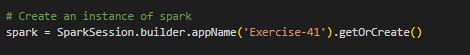 # Create an instance of spark
spark = SparkSession.builder.appName('Exercise-41').getOrCreate()